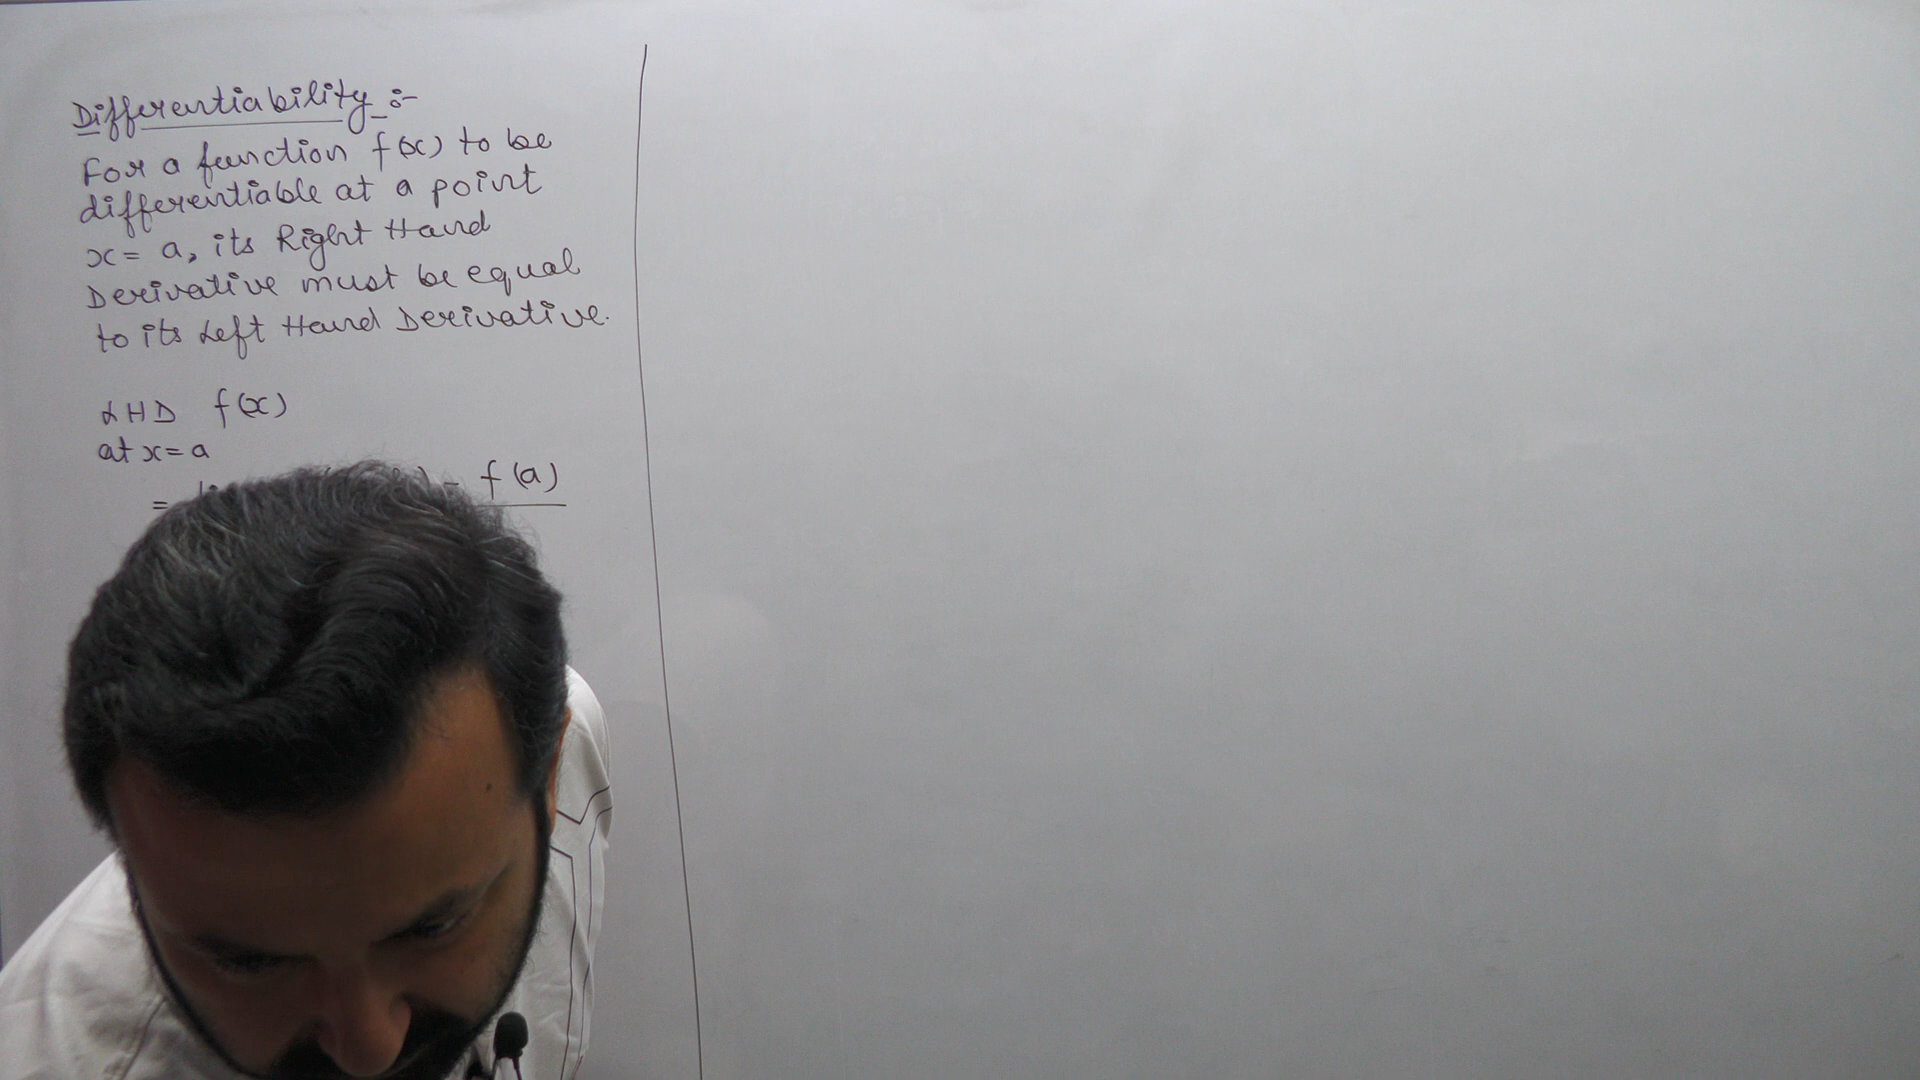 Differentiability :-
For a function f(x) to be
differentiable at a point
x = a, its Right Hand
Derivative must be equal
to its Left Hand Derivative.
LHD f(x)
at x = a
= - f(a)